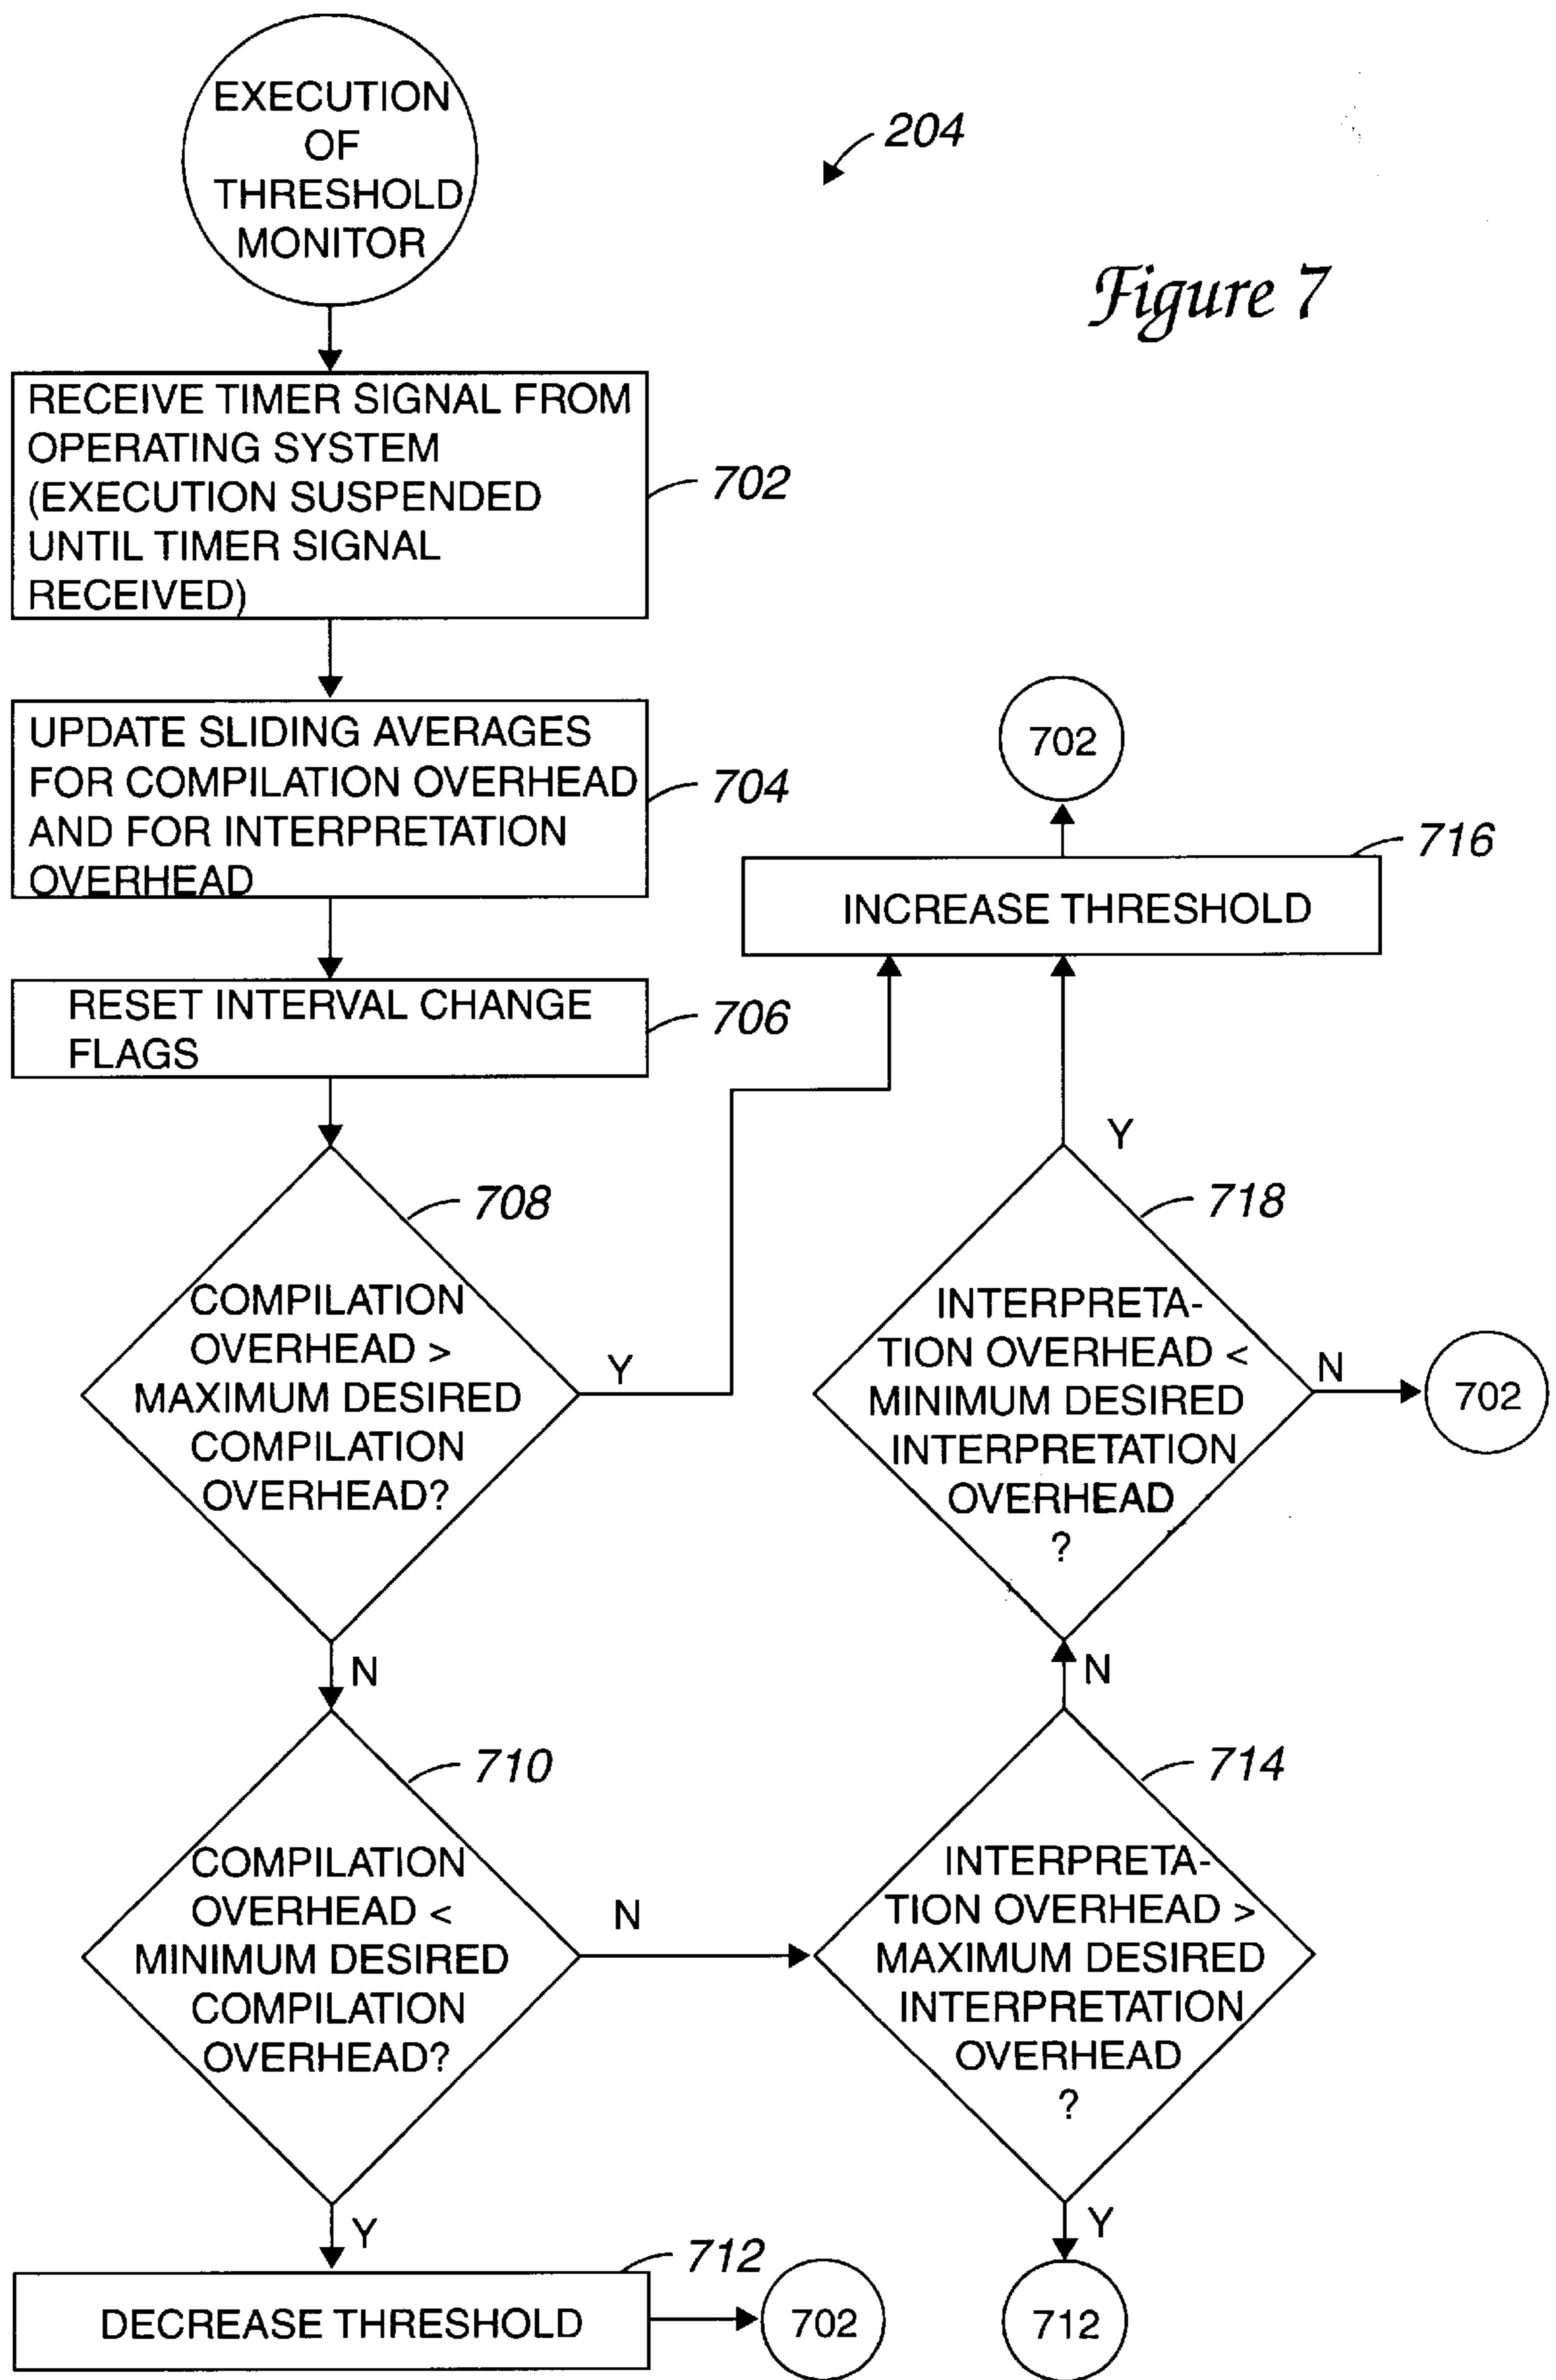 EXECUTION
OF
THRESHOLD
MONITOR
204
Figure 7
RECEIVE TIMER SIGNAL FROM
OPERATING SYSTEM
(EXECUTION SUSPENDED
UNTIL TIMER SIGNAL
RECEIVED)
702
UPDATE SLIDING AVERAGES
FOR COMPILATION OVERHEAD
AND FOR INTERPRETATION
OVERHEAD
704
RESET INTERVAL CHANGE
FLAGS
706
708
COMPILATION
OVERHEAD >
MAXIMUM DESIRED
COMPILATION
OVERHEAD?
Y
N
710
COMPILATION
OVERHEAD <
MINIMUM DESIRED
COMPILATION
OVERHEAD?
N
Y
712
DECREASE THRESHOLD
702
702
716
INCREASE THRESHOLD
Y
718
INTERPRETA-
TION OVERHEAD <
MINIMUM DESIRED
INTERPRETATION
OVERHEAD
?
N
702
N
714
INTERPRETA-
TION OVERHEAD >
MAXIMUM DESIRED
INTERPRETATION
OVERHEAD
?
Y
712